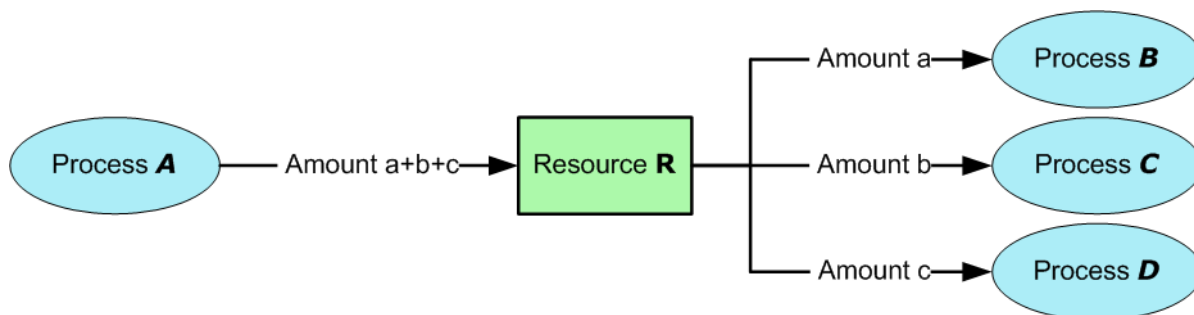 Amount a
Process B
Process A
Amount a+b+c
Resource R
Amount b
Process C
Amount c
Process D